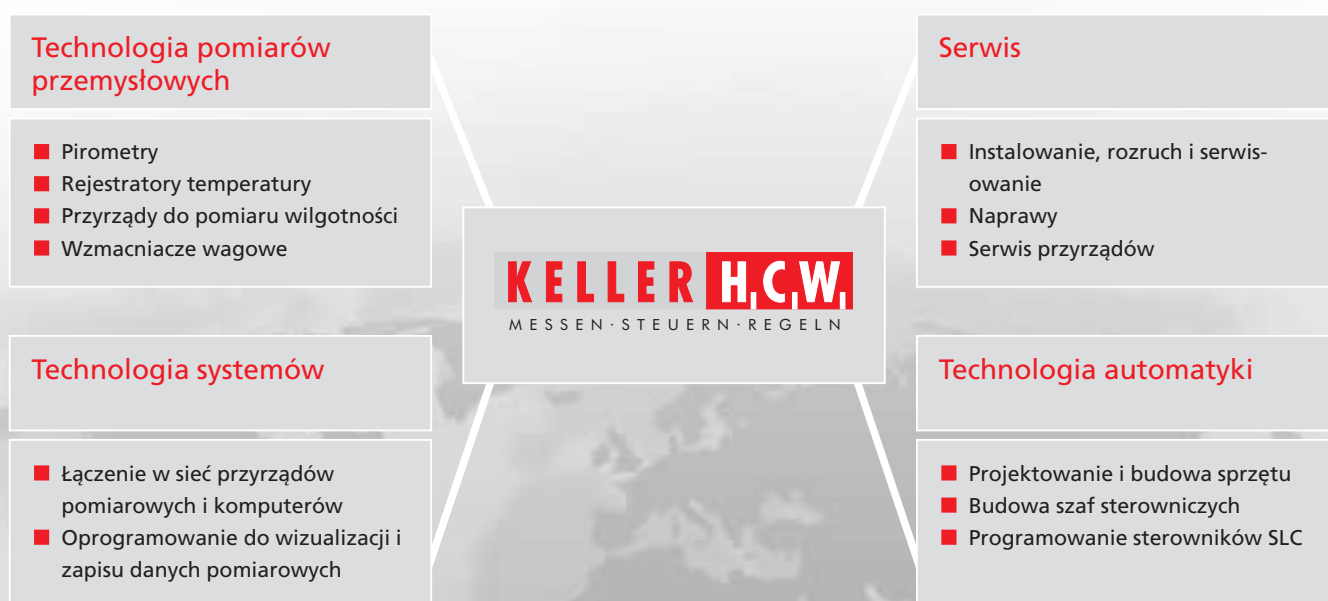 Technologia pomiarów
przemysłowych
Pirometry
Rejestratory temperatury
Przyrządy do pomiaru wilgotności
Wzmacniacze wagowe
Serwis
Instalowanie, rozruch i serwis-
owanie
Naprawy
Serwis przyrządów
KELLER H,C,W,
MESSEN·STEUERN·REGELN
Technologia systemów
Łączenie w sieć przyrządów
pomiarowych i komputerów
Oprogramowanie do wizualizacji i
zapisu danych pomiarowych
Technologia automatyki
Projektowanie i budowa sprzętu
Budowa szaf sterowniczych
Programowanie sterowników SLC